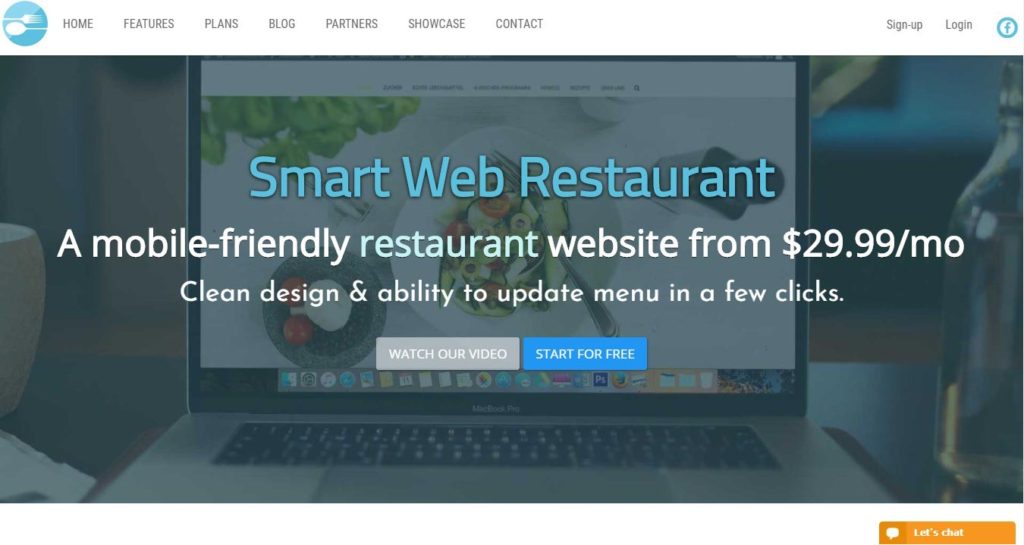 HOME FEATURES PLANS BLOG PARTNERS SHOWCASE CONTACT Sign-up Login
Smart Web Restaurant
A mobile-friendly restaurant website from $29.99/mo
Clean design & ability to update menu in a few clicks.
WATCH OUR VIDEO START FOR FREE
MacBook Pro
Let's chat